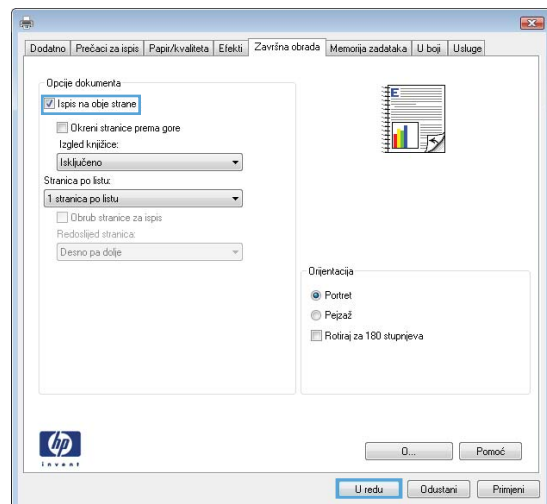 Dodatno Prečaci za ispis Papir/kvaliteta Efekti Završna obrada Memorija zadataka U boji Usluge
Opcije dokumenta
Ispis na obje strane
Okreni stranice prema gore
Izgled knjižice:
Isključeno
Stranica po listu:
1 stranica po listu
Obrub stranice za ispis
Redoslijed stranica:
Desno pa dolje
E
Orijentacija
Portret
Pejzaž
Rotiraj za 180 stupnjeva
hp
invent
O... Pomoć
U redu Odustani Primjeni